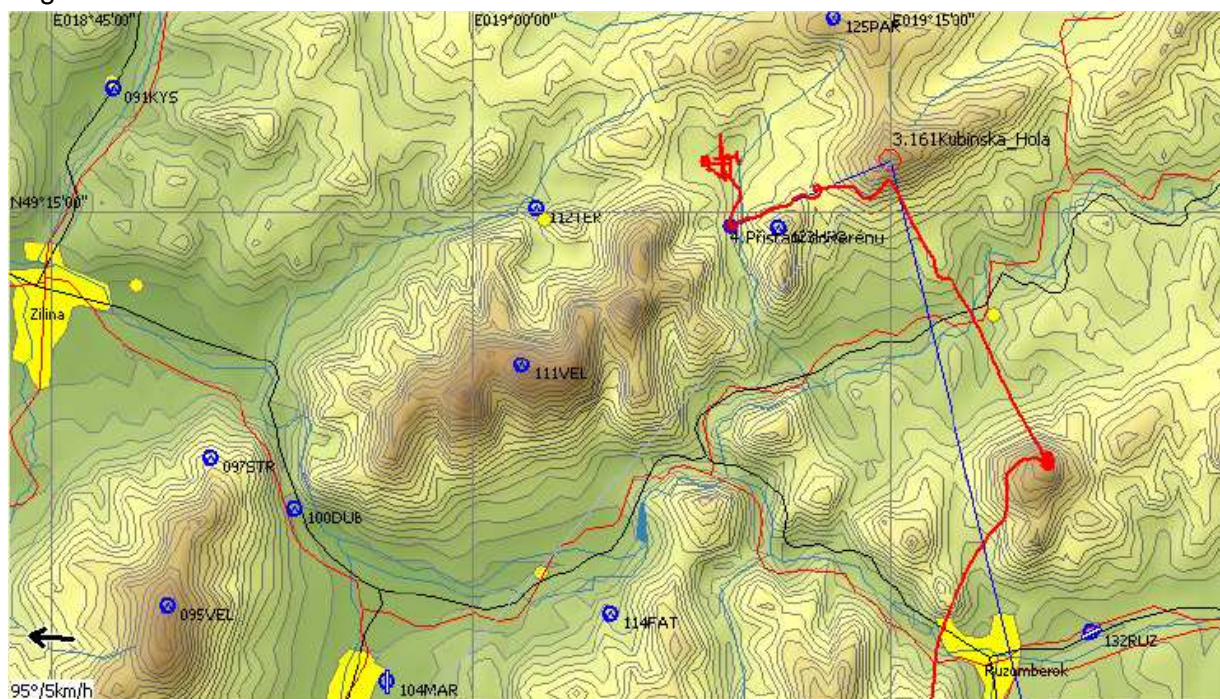 E018°45'00"
E019°00'00"
E019°15'00"
125PAR
091KYS
3.161Kubinska_Hola
N49°15'00"
112TER
Zilina
111VEL
097STR
100DUB
095VEL
114FAT
132RUZ
Ruzomberok
104MAR
95°/5km/h